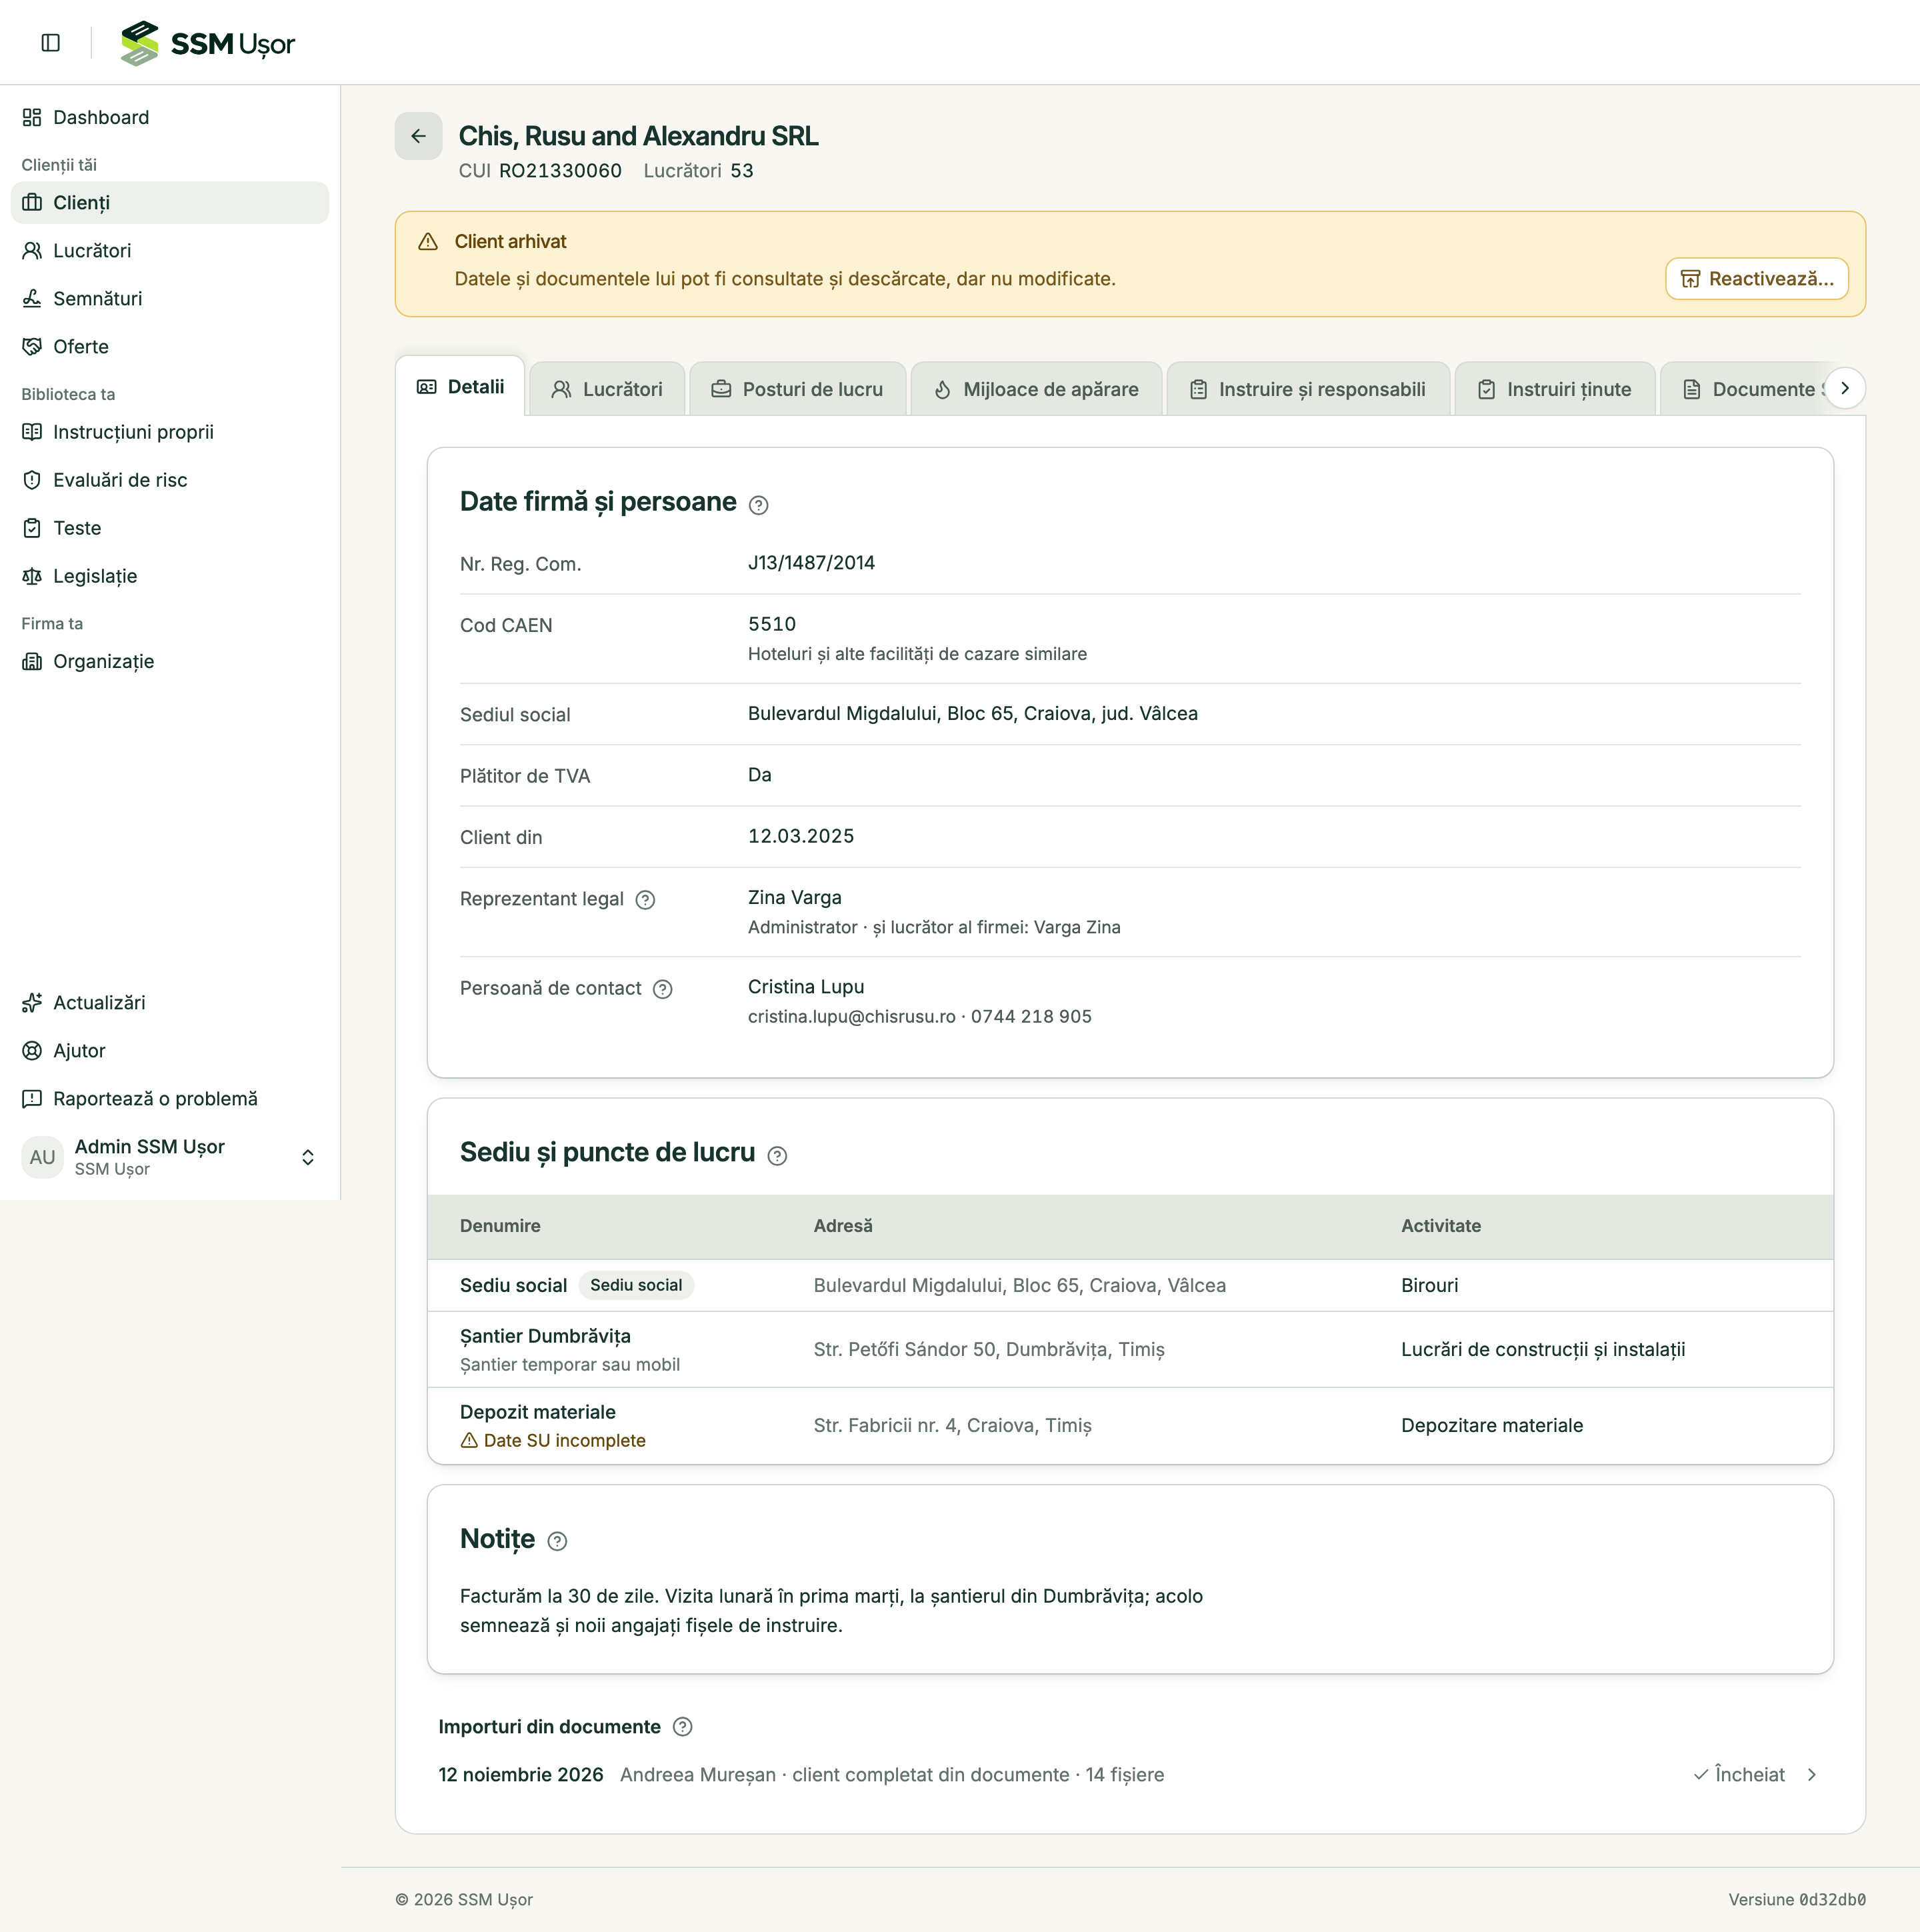 SSM Ușor
Dashboard
Clienții tăi
Clienți
Lucrători
Semnături
Oferte
Biblioteca ta
Instrucțiuni proprii
Evaluări de risc
Teste
Legislație
Firma ta
Organizație
Actualizări
Ajutor
Raportează o problemă
AU
Admin SSM Ușor
SSM Ușor
Chis, Rusu and Alexandru SRL
CUI RO21330060 Lucrători 53
Client arhivat
Datele și documentele lui pot fi consultate și descărcate, dar nu modificate.
Reactivează...
Detalii
Lucrători
Posturi de lucru
Mijloace de apărare
Instruire și responsabili
Instruiri ținute
Documente
Date firmă și persoane
Nr. Reg. Com. J13/1487/2014
Cod CAEN 5510
Hoteluri și alte facilități de cazare similare
Sediul social Bulevardul Migdalului, Bloc 65, Craiova, jud. Vâlcea
Plătitor de TVA Da
Client din 12.03.2025
Reprezentant legal Zina Varga
Administrator · și lucrător al firmei: Varga Zina
Persoană de contact Cristina Lupu
cristina.lupu@chisrusu.ro · 0744 218 905
Sediu și puncte de lucru
Denumire Adresă Activitate
Sediu social Sediu social Bulevardul Migdalului, Bloc 65, Craiova, Vâlcea Birouri
Șantier Dumbrăvița
Șantier temporar sau mobil
Str. Petőfi Sándor 50, Dumbrăvița, Timiș
Lucrări de construcții și instalații
Depozit materiale
Date SU incomplete
Str. Fabricii nr. 4, Craiova, Timiș
Depozitare materiale
Notițe
Facturăm la 30 de zile. Vizita lunară în prima marți, la șantierul din Dumbrăvița; acolo
semnează și noii angajați fișele de instruire.
Importuri din documente
12 noiembrie 2026 Andreea Mureșan · client completat din documente · 14 fișiere Încheiat
© 2026 SSM Ușor
Versiune 0d32db0